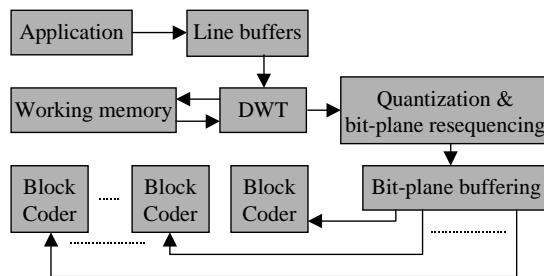 Application
Line buffers
Working memory
DWT
Quantization &
bit-plane resequencing
Block
Coder
Block
Coder
Block
Coder
Bit-plane buffering